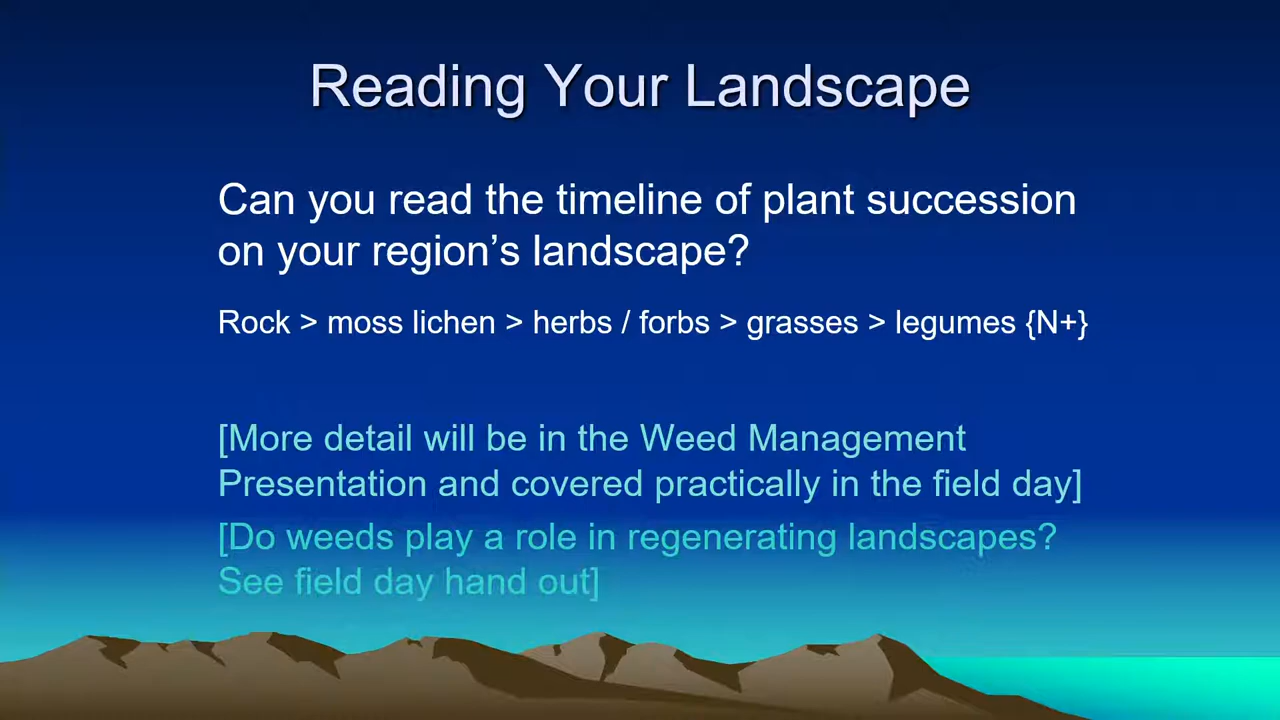 Reading Your Landscape
Can you read the timeline of plant succession
on your region’s landscape?
Rock > moss lichen > herbs / forbs > grasses > legumes {N+}
[More detail will be in the Weed Management
Presentation and covered practically in the field day]
[Do weeds play a role in regenerating landscapes?
See field day hand out]